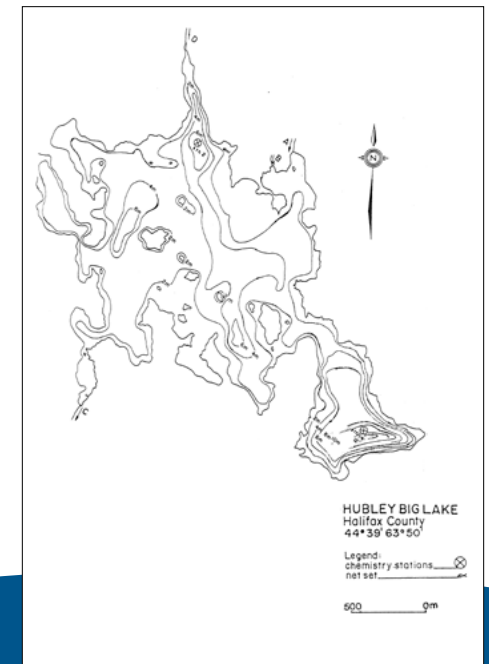 D
A
B
N
C
HUBLEY BIG LAKE
Halifax County
44°39' 63°50'
Legend:
chemistry stations
net set
500 0m